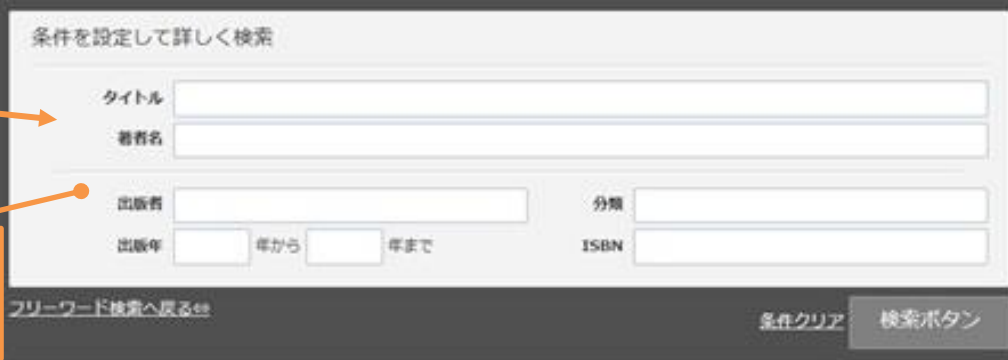 条件を設定して詳しく検索
タイトル
著者名
出版者 分類
出版年 年から 年まで ISBN
フリーワード検索へ戻る⇔
条件クリア 検索ボタン